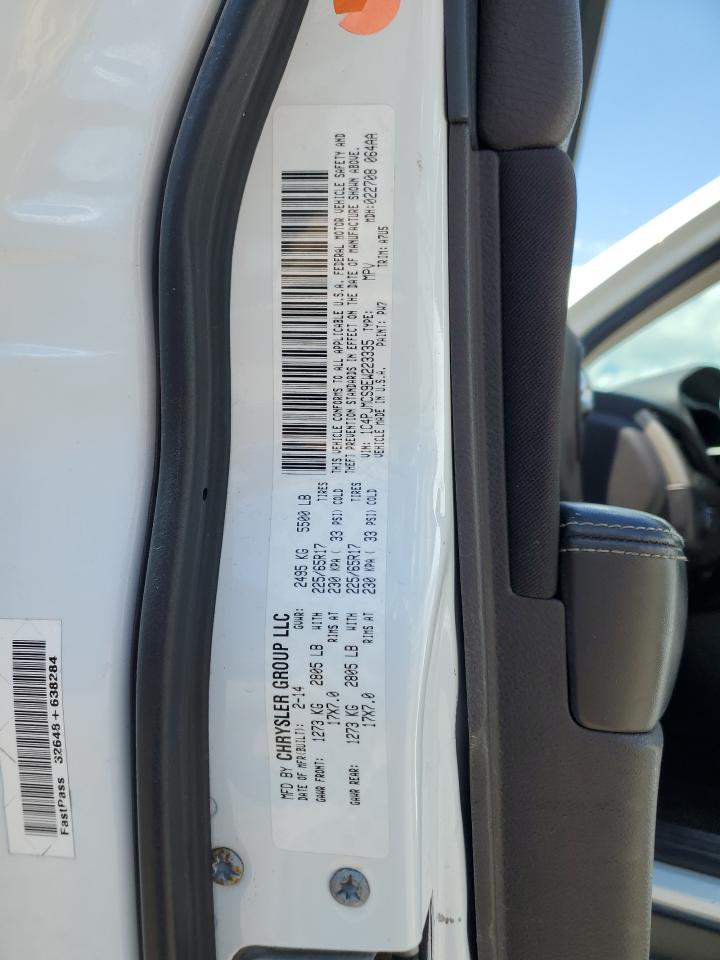 MFD BY CHRYSLER GROUP LLC
DATE OF MFR(BUILT): 2-14 GVWR: 2495 KG 5500 LB
GAWR FRONT: 1273 KG 2805 LB WITH 225/65R17 TIRES
17X7.0 RIMS AT 230 KPA ( 33 PSI) COLD
GAWR REAR: 1273 KG 2805 LB WITH 225/65R17 TIRES
17X7.0 RIMS AT 230 KPA ( 33 PSI) COLD
THIS VEHICLE CONFORMS TO ALL APPLICABLE U.S.A. FEDERAL MOTOR VEHICLE SAFETY AND
THEFT PREVENTION STANDARDS IN EFFECT ON THE DATE OF MANUFACTURE SHOWN ABOVE.
VIN: 1C4PJMCS9EW223335 TYPE: MPV MDH:022708 064AA
VEHICLE MADE IN U.S.A. PAINT: PW7 TRIM: A7U5
FastPass 32648 + 638284